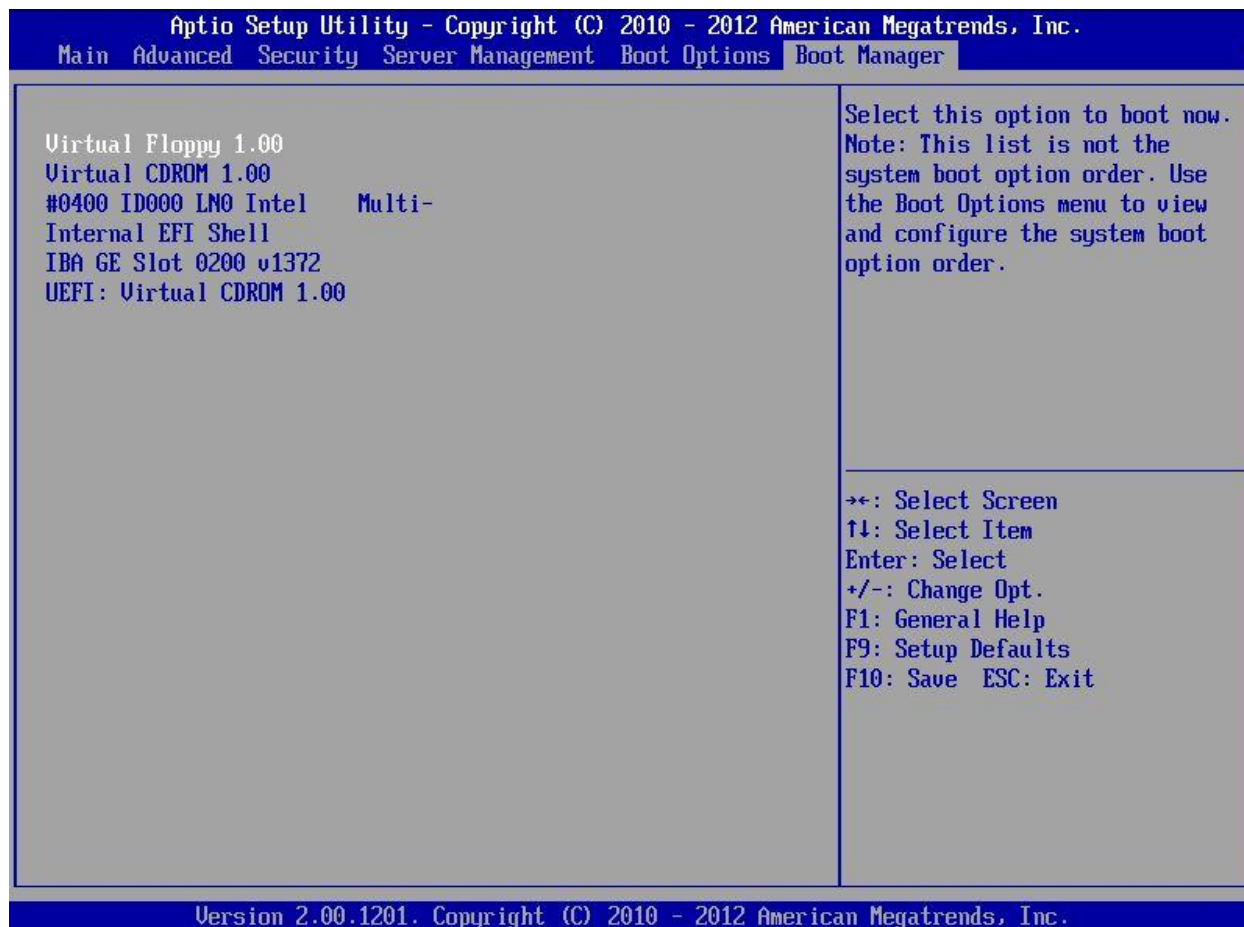 Aptio Setup Utility - Copyright (C) 2010 - 2012 American Megatrends, Inc.
Main Advanced Security Server Management Boot Options Boot Manager
Virtual Floppy 1.00
Virtual CDROM 1.00
#0400 ID000 LN0 Intel Multi-
Internal EFI Shell
IBA GE Slot 0200 v1372
UEFI: Virtual CDROM 1.00
Select this option to boot now.
Note: This list is not the
system boot option order. Use
the Boot Options menu to view
and configure the system boot
option order.
→←: Select Screen
↑↓: Select Item
Enter: Select
+/-: Change Opt.
F1: General Help
F9: Setup Defaults
F10: Save ESC: Exit
Version 2.00.1201. Copyright (C) 2010 - 2012 American Megatrends, Inc.